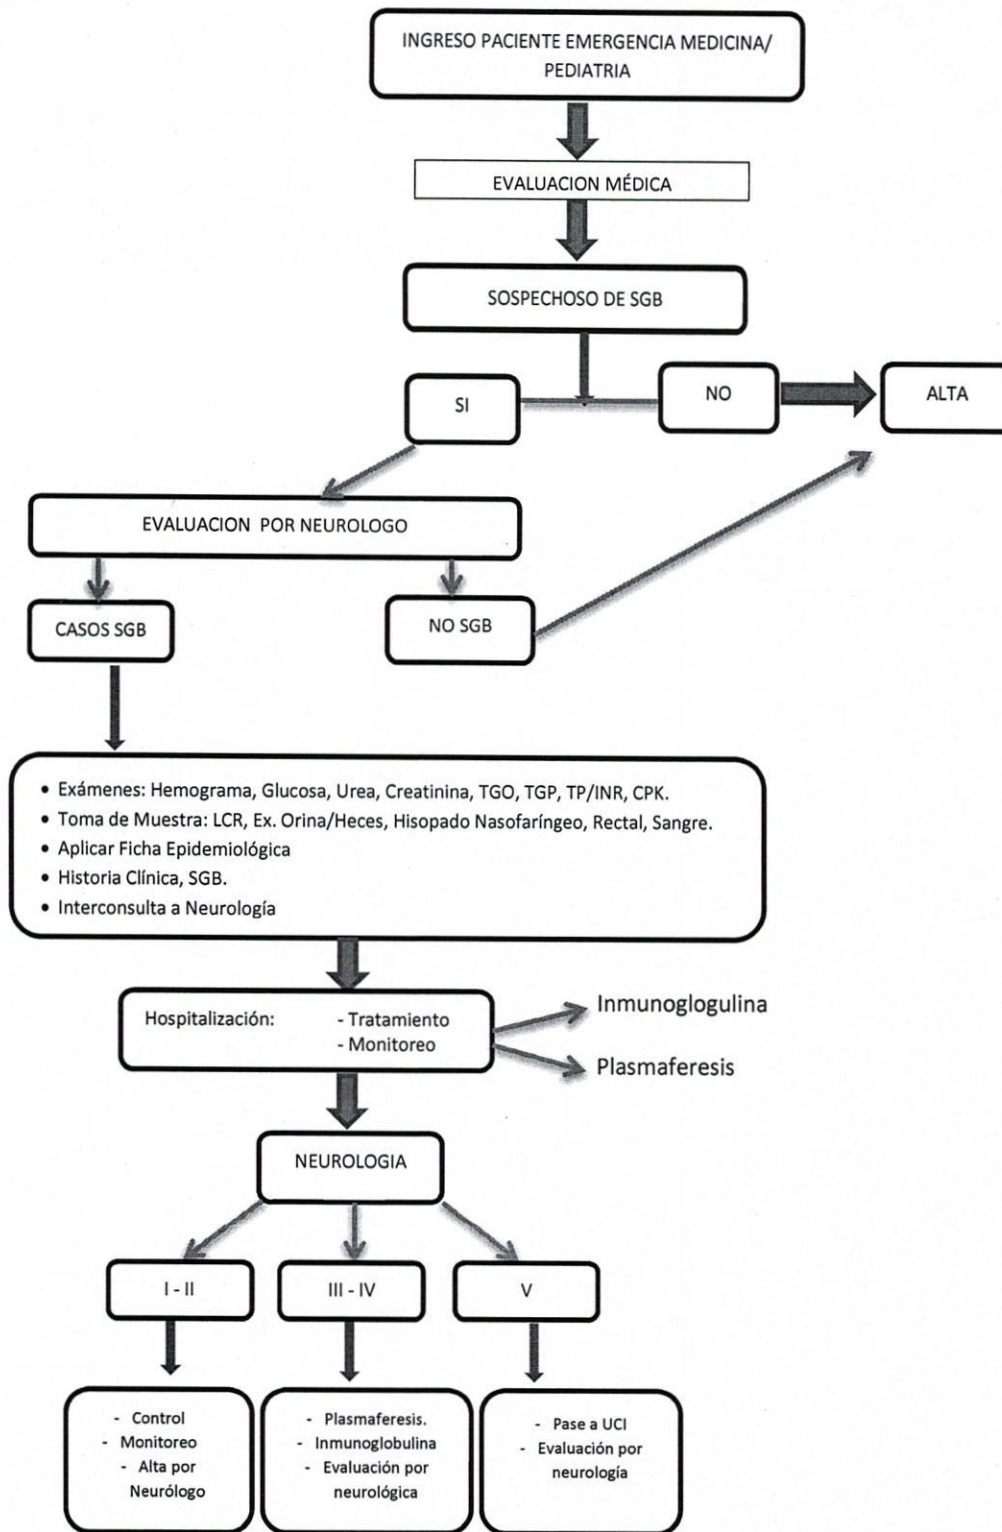 INGRESO PACIENTE EMERGENCIA MEDICINA/
PEDIATRIA
EVALUACION MÉDICA
SOSPECHOSO DE SGB
SI
NO
ALTA
EVALUACION POR NEUROLOGO
CASOS SGB
NO SGB
• Exámenes: Hemograma, Glucosa, Urea, Creatinina, TGO, TGP, TP/INR, CPK.
• Toma de Muestra: LCR, Ex. Orina/Heces, Hisopado Nasofaríngeo, Rectal, Sangre.
• Aplicar Ficha Epidemiológica
• Historia Clínica, SGB.
• Interconsulta a Neurología
Hospitalización: - Tratamiento
- Monitoreo
Inmunoglogulina
Plasmaferesis
NEUROLOGIA
I - II
III - IV
V
- Control
- Monitoreo
- Alta por
Neurólogo
- Plasmaferesis.
- Inmunoglobulina
- Evaluación por
neurológica
- Pase a UCI
- Evaluación por
neurología